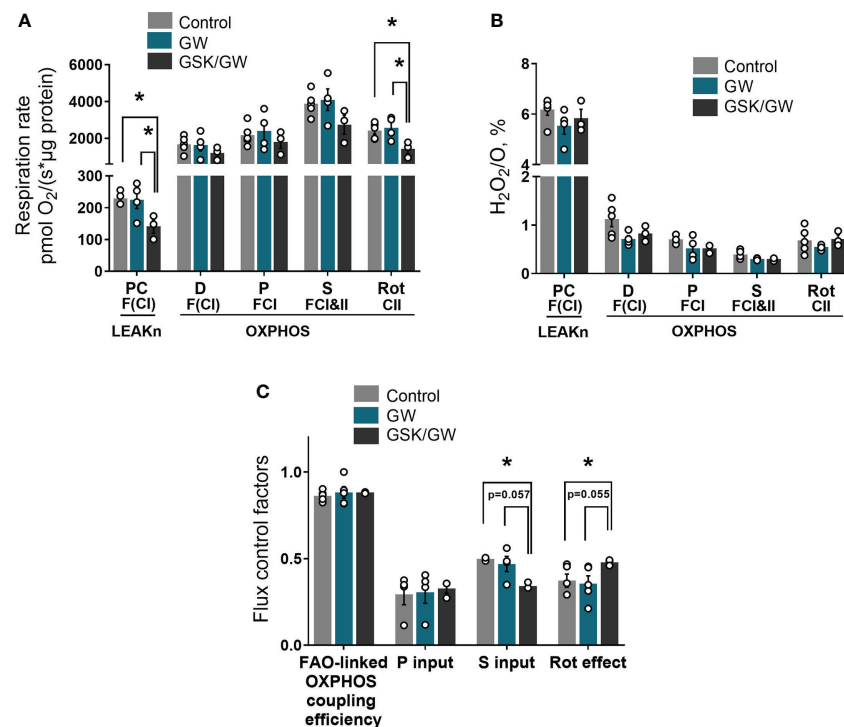 A
Control
GW
GSK/GW
Respiration rate
pmol O₂/(s*µg protein)
6000
4000
2000
0
300
200
100
0
*
*
*
*
PC
D
P
S
Rot
F(CI)
F(CI)
FCI
FCI&II
CII
LEAKn
OXPHOS
B
Control
GW
GSK/GW
H₂O₂/O, %
8
6
4
2
1
0
PC
D
P
S
Rot
F(CI)
F(CI)
FCI
FCI&II
CII
LEAKn
OXPHOS
C
Control
GW
GSK/GW
Flux control factors
1.0
0.5
0.0
*
*
p=0.057
p=0.055
FAO-linked
OXPHOS
coupling
efficiency
P input
S input
Rot effect